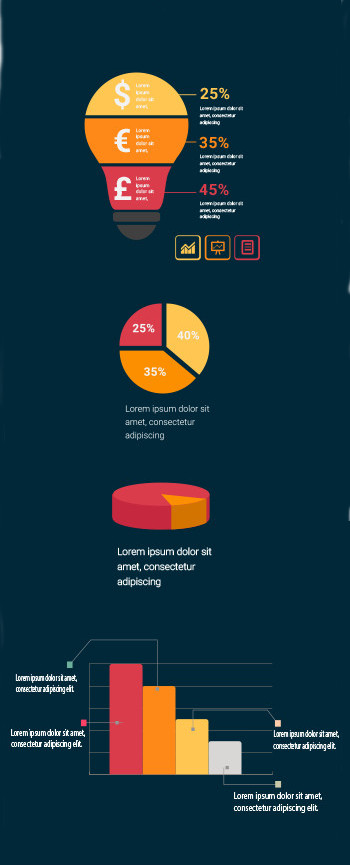 $
Lorem
ipsum
dolor sit
amet,
25%
Lorem ipsum dolor sit
amet, consectetur
adipiscing
€
Lorem
ipsum
dolor sit
amet,
35%
Lorem ipsum dolor sit
amet, consectetur
adipiscing
£
Lorem
ipsum
dolor sit
amet,
45%
Lorem ipsum dolor sit
amet, consectetur
adipiscing
25%
40%
35%
Lorem ipsum dolor sit
amet, consectetur
adipiscing
Lorem ipsum dolor sit
amet, consectetur
adipiscing
Lorem ipsum dolor sit amet,
consectetur adipiscing elit.
Lorem ipsum dolor sit amet,
consectetur adipiscing elit.
Lorem ipsum dolor sit amet,
consectetur adipiscing elit.
Lorem ipsum dolor sit amet,
consectetur adipiscing elit.